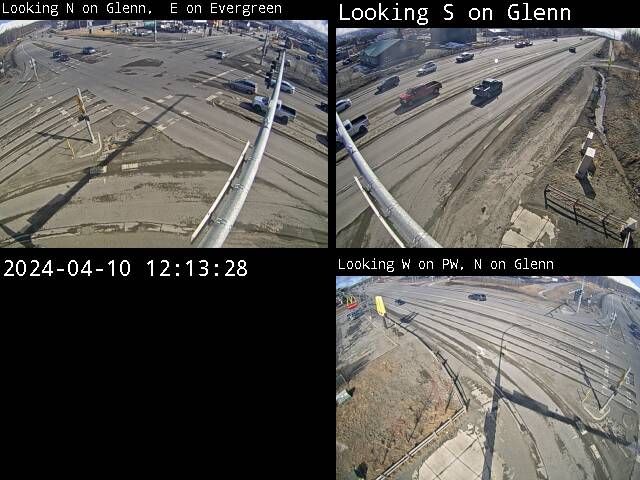 Looking N on Glenn,  E on Evergreen
Looking S on Glenn
2024-04-10 12:13:28
Looking W on PW, N on Glenn